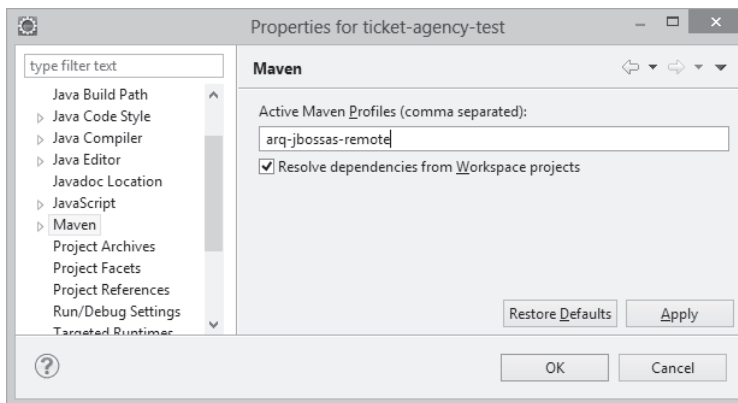 Properties for ticket-agency-test
type filter text
Java Build Path
Java Code Style
Java Compiler
Java Editor
Javadoc Location
JavaScript
Maven
Project Archives
Project Facets
Project References
Run/Debug Settings
Targeted Runtimes
Maven
Active Maven Profiles (comma separated):
arq-jbossas-remote
Resolve dependencies from Workspace projects
Restore Defaults
Apply
?
OK
Cancel